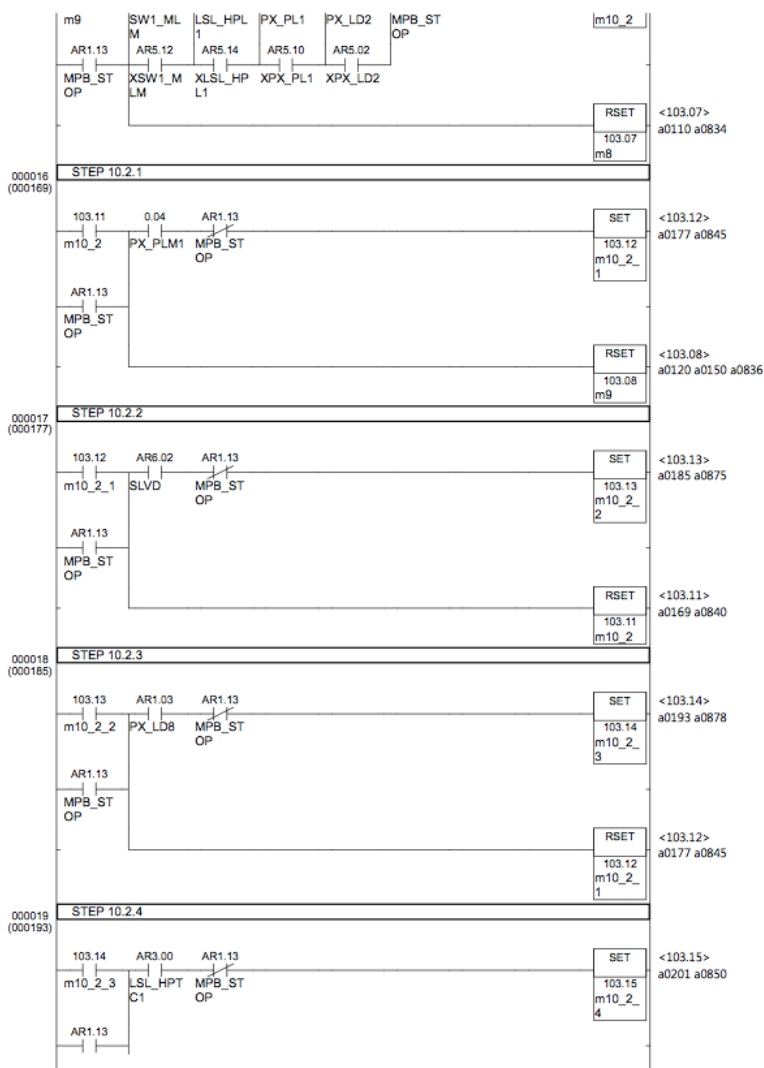 m9 SW1_ML LSL_HPL PX_PL1 PX_LD2 MPB_ST m10_2
M 1 OP
AR1.13 AR5.12 AR5.14 AR5.10 AR5.02
MPB_ST XSW1_M XLSL_HP XPX_PL1 XPX_LD2
OP LM L1
RSET <103.07>
a0110 a0834
103.07
m8
000016 STEP 10.2.1
(000169)
103.11 0.04 AR1.13 SET <103.12>
a0177 a0845
m10_2 PX_PLM1 MPB_ST 103.12
OP m10_2_
1
AR1.13
MPB_ST
OP
RSET <103.08>
a0120 a0150 a0836
103.08
m9
000017 STEP 10.2.2
(000177)
103.12 AR6.02 AR1.13 SET <103.13>
a0185 a0875
m10_2_1 SLVD MPB_ST 103.13
OP m10_2_
2
AR1.13
MPB_ST
OP
RSET <103.11>
a0169 a0840
103.11
m10_2
000018 STEP 10.2.3
(000185)
103.13 AR1.03 AR1.13 SET <103.14>
a0193 a0878
m10_2_2 PX_LD8 MPB_ST 103.14
OP m10_2_
3
AR1.13
MPB_ST
OP
RSET <103.12>
a0177 a0845
103.12
m10_2_
1
000019 STEP 10.2.4
(000193)
103.14 AR3.00 AR1.13 SET <103.15>
a0201 a0850
m10_2_3 LSL_HPT MPB_ST 103.15
C1 OP m10_2_
4
AR1.13